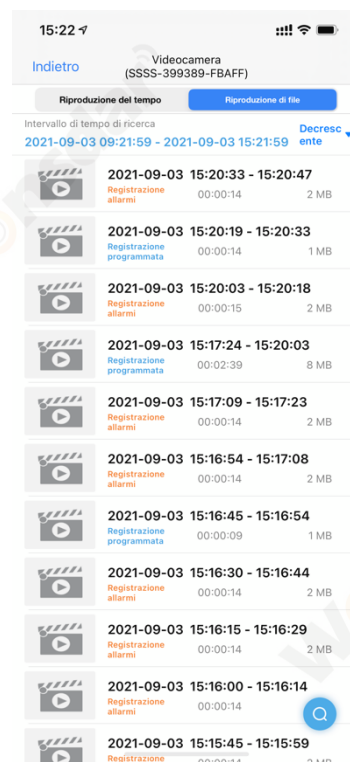 15:22
Indietro
Videocamera
(SSSS-399389-FBAFF)
Riproduzione del tempo
Riproduzione di file
Intervallo di tempo di ricerca
2021-09-03 09:21:59 - 2021-09-03 15:21:59
Decresc
ente
2021-09-03 15:20:33 - 15:20:47
Registrazione
allarmi
00:00:14
2 MB
2021-09-03 15:20:19 - 15:20:33
Registrazione
programmata
00:00:14
1 MB
2021-09-03 15:20:03 - 15:20:18
Registrazione
allarmi
00:00:15
2 MB
2021-09-03 15:17:24 - 15:20:03
Registrazione
programmata
00:02:39
8 MB
2021-09-03 15:17:09 - 15:17:23
Registrazione
allarmi
00:00:14
2 MB
2021-09-03 15:16:54 - 15:17:08
Registrazione
allarmi
00:00:14
2 MB
2021-09-03 15:16:45 - 15:16:54
Registrazione
programmata
00:00:09
1 MB
2021-09-03 15:16:30 - 15:16:44
Registrazione
allarmi
00:00:14
2 MB
2021-09-03 15:16:15 - 15:16:29
Registrazione
allarmi
00:00:14
2 MB
2021-09-03 15:16:00 - 15:16:14
Registrazione
allarmi
00:00:14
2021-09-03 15:15:45 - 15:15:59
Registrazione
00:00:14
2 MB